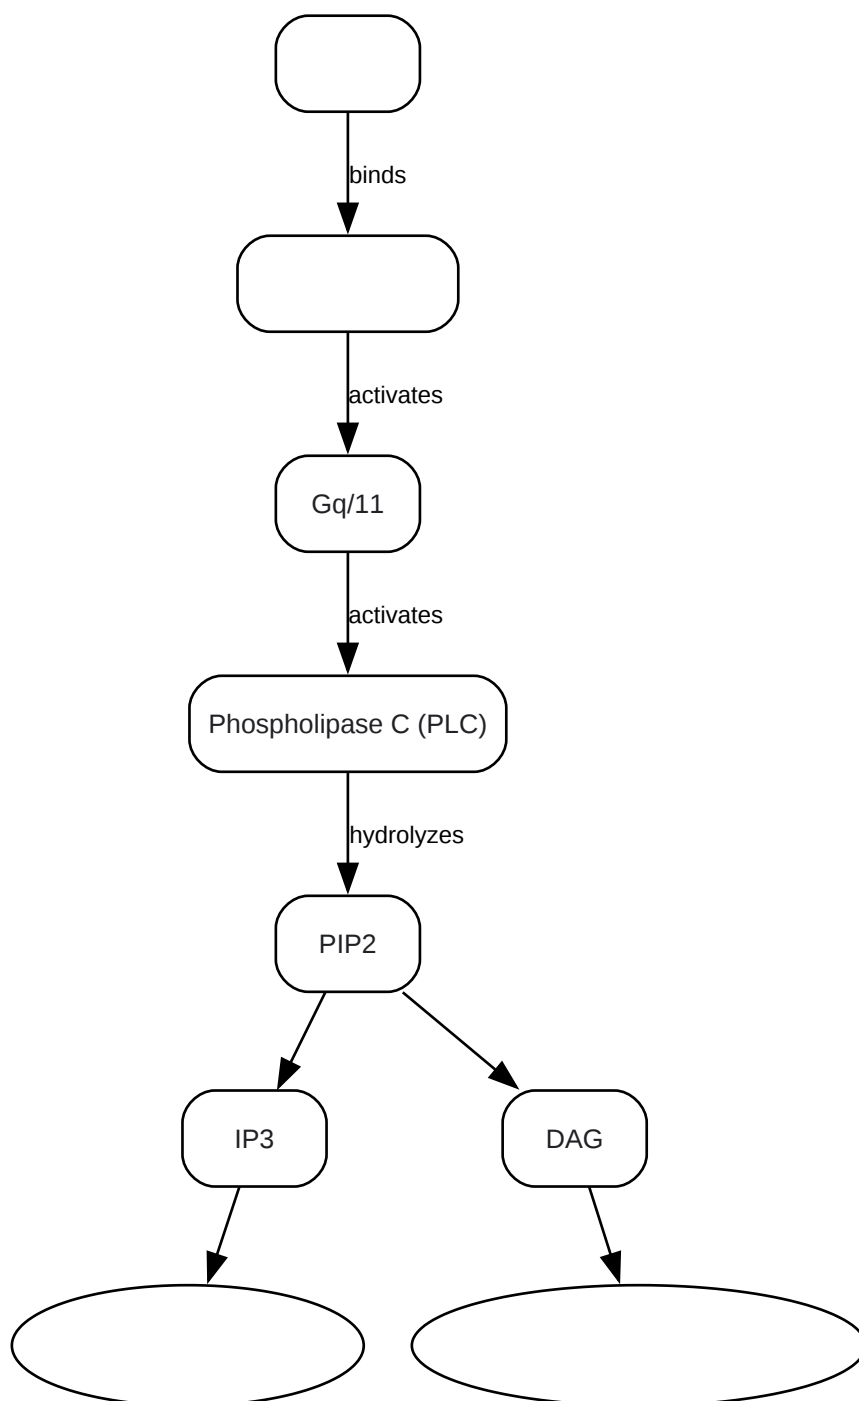 binds
activates
Gq/11
activates
Phospholipase C (PLC)
hydrolyzes
PIP2
IP3
DAG